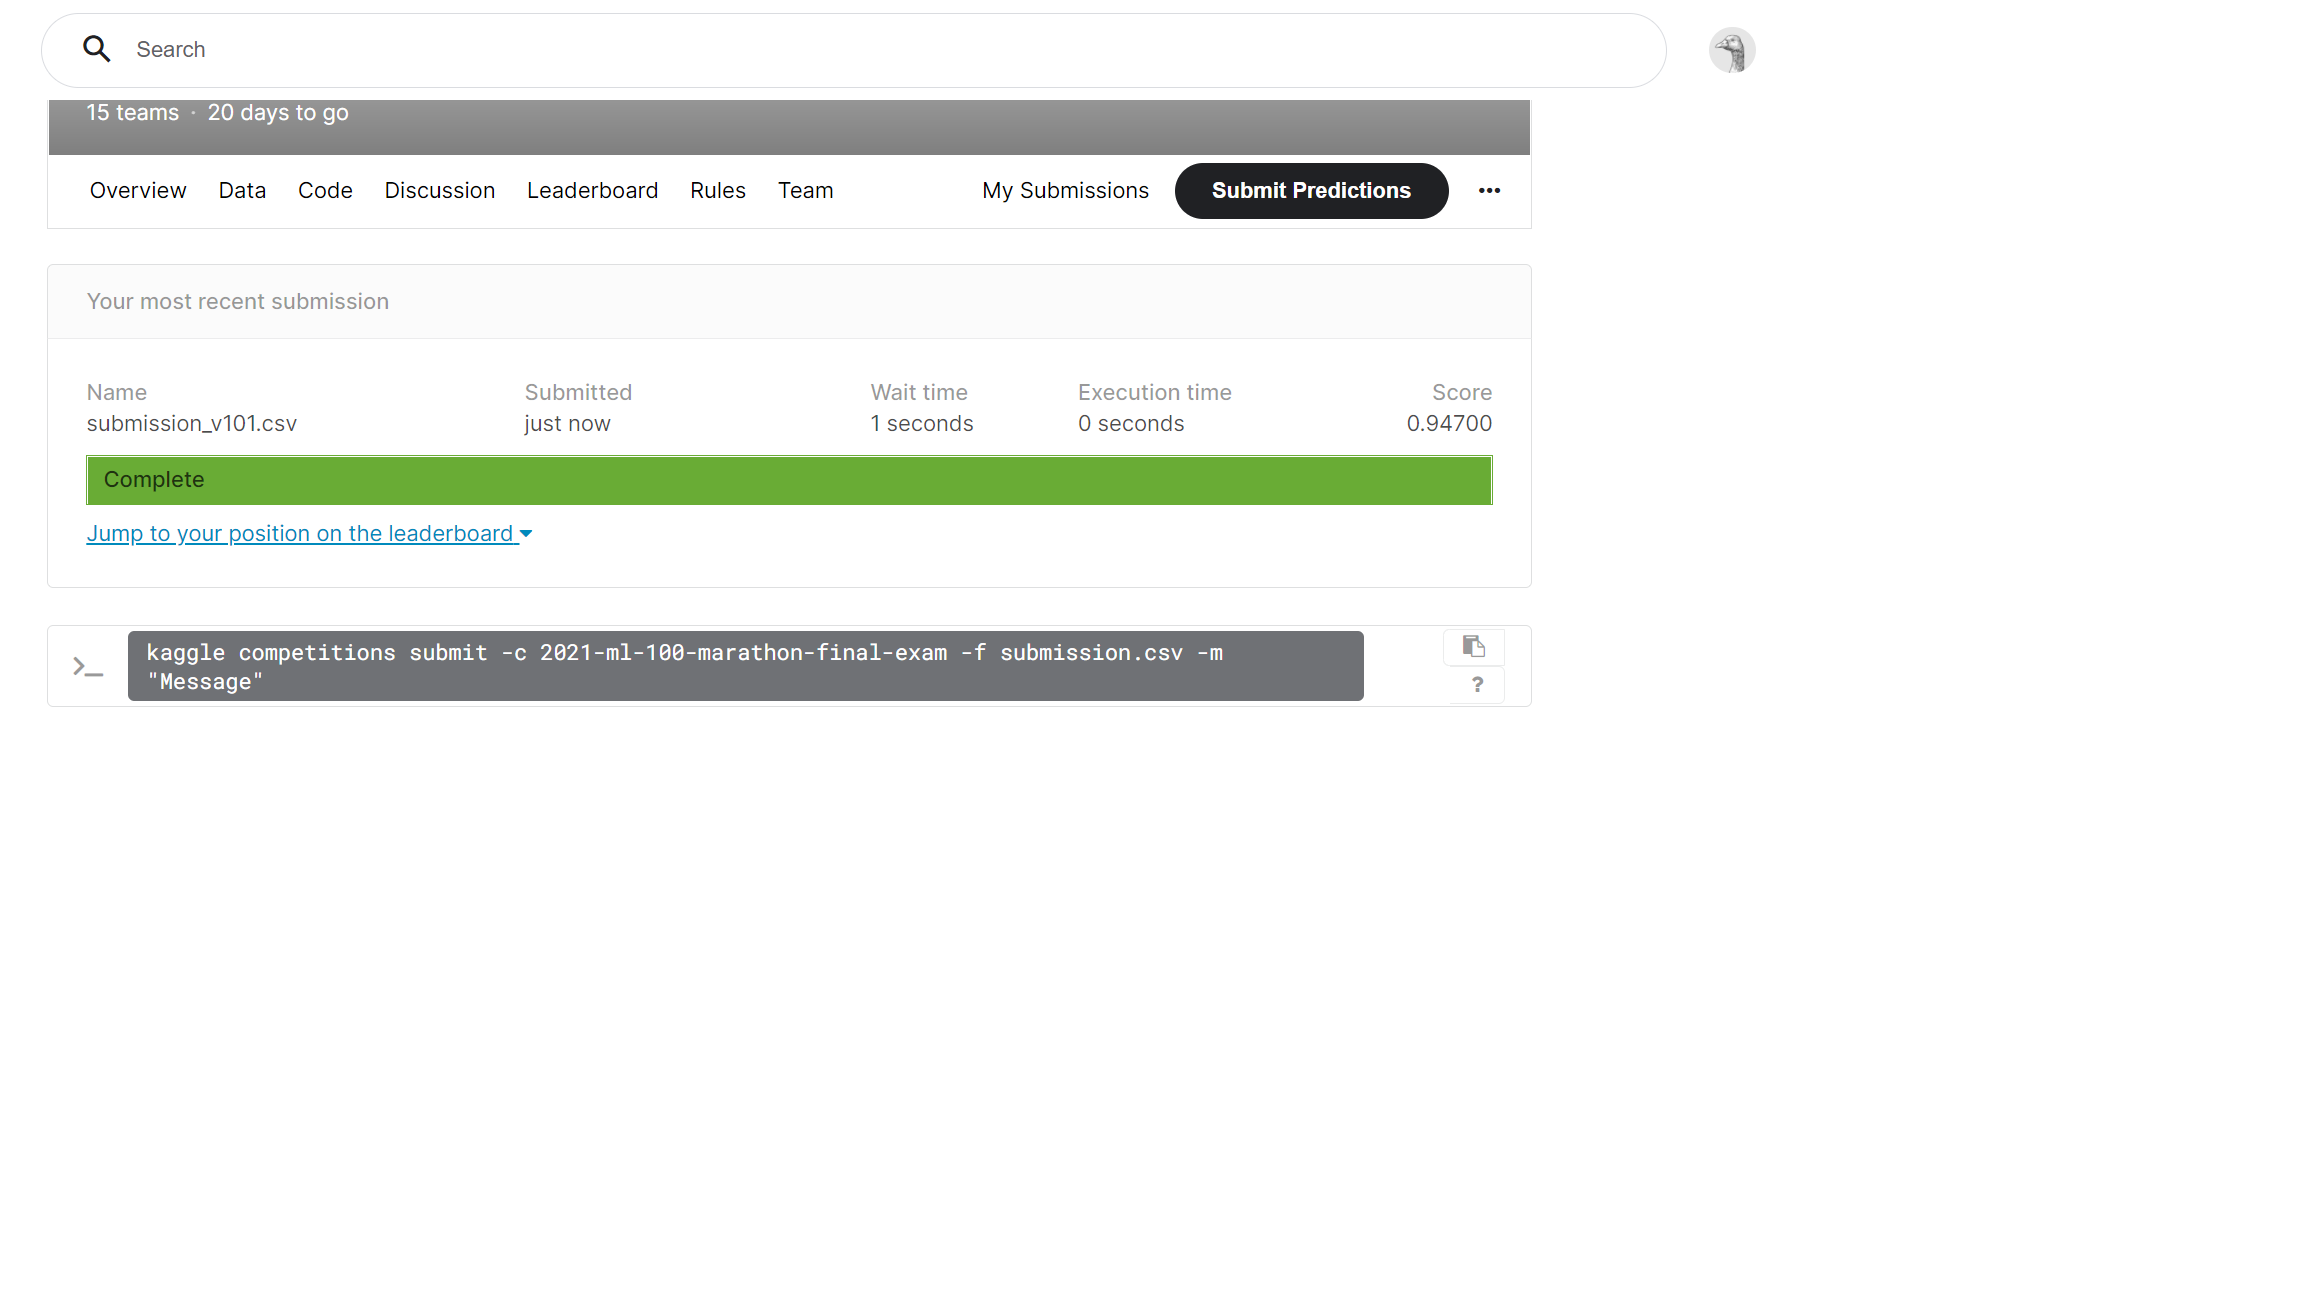 Search
15 teams · 20 days to go
Overview Data Code Discussion Leaderboard Rules Team My Submissions Submit Predictions •••
Your most recent submission
Name Submitted Wait time Execution time Score
submission_v101.csv just now 1 seconds 0 seconds 0.94700
Complete
Jump to your position on the leaderboard
kaggle competitions submit -c 2021-ml-100-marathon-final-exam -f submission.csv -m
"Message"
?